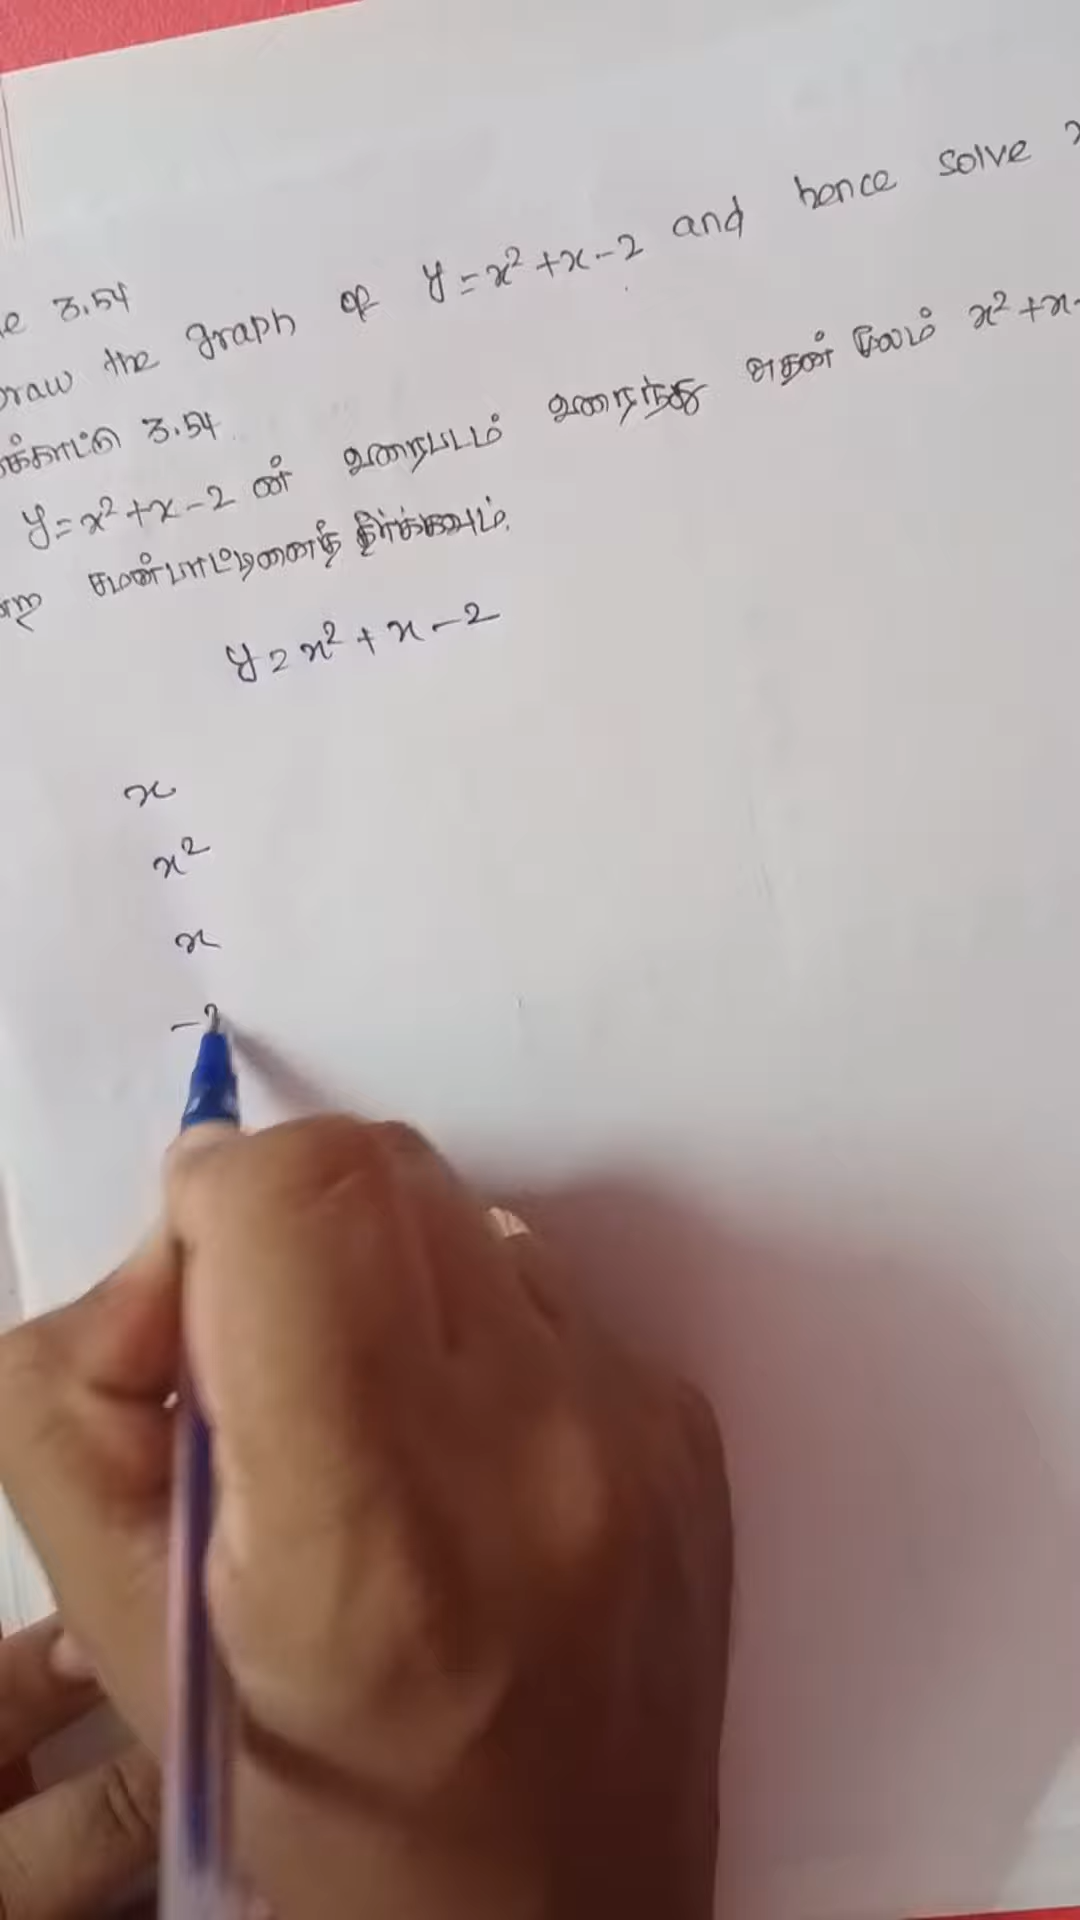 3.54
Draw the graph of y=x²+x-2 and hence solve
3.54
y=x²+x-2 ன் வரைபடம் வரைந்து அதன் மூலம் x²+x-
சமன்பாட்டினைத் தீர்க்கவும்.
y=x²+x-2
x
x²
x
-2